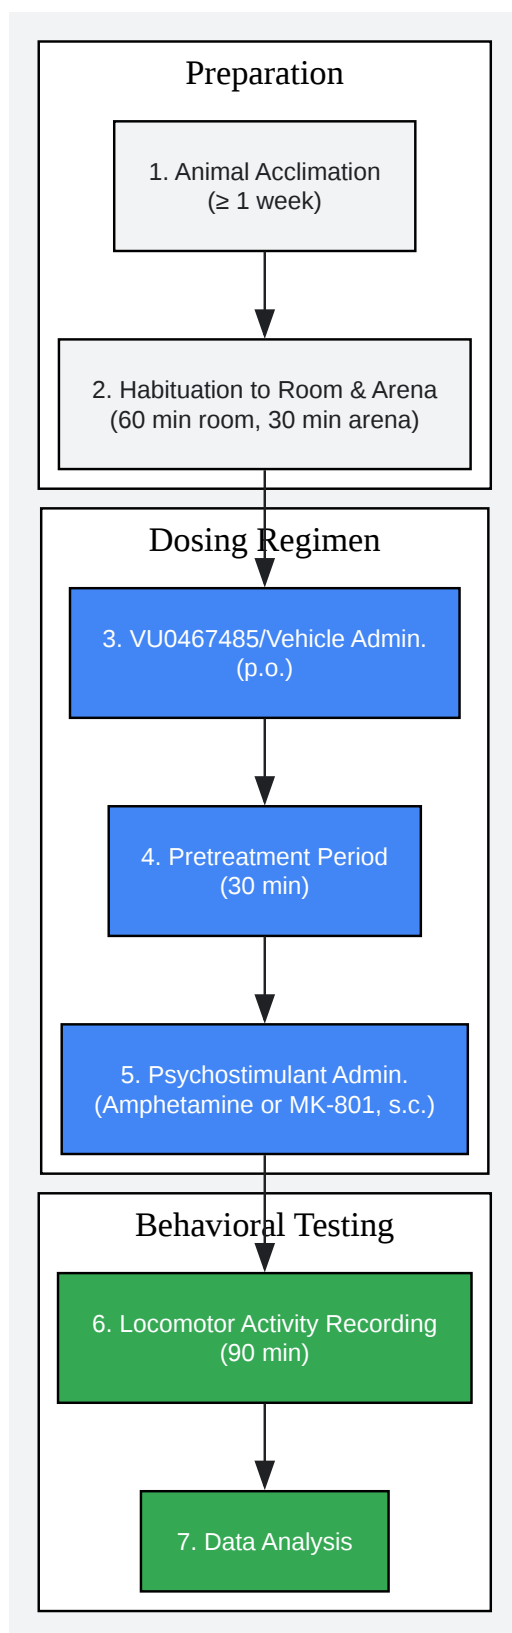 Preparation
1. Animal Acclimation
(≥ 1 week)
2. Habituation to Room & Arena
(60 min room, 30 min arena)
Dosing Regimen
3. VU0467485/Vehicle Admin.
(p.o.)
4. Pretreatment Period
(30 min)
5. Psychostimulant Admin.
(Amphetamine or MK-801, s.c.)
Behavioral Testing
6. Locomotor Activity Recording
(90 min)
7. Data Analysis